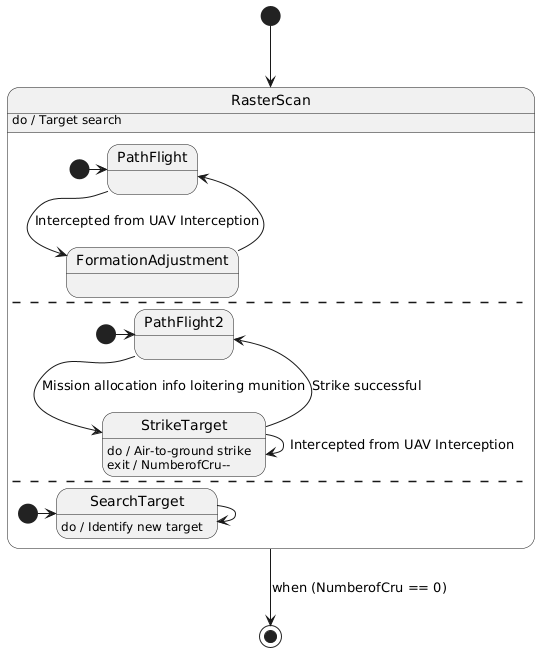 RasterScan
do / Target search
PathFlight
Intercepted from UAV Interception
FormationAdjustment
PathFlight2
Mission allocation info loitering munition
Strike successful
StrikeTarget
do / Air-to-ground strike
exit / NumberofCru--
Intercepted from UAV Interception
SearchTarget
do / Identify new target
when (NumberofCru == 0)